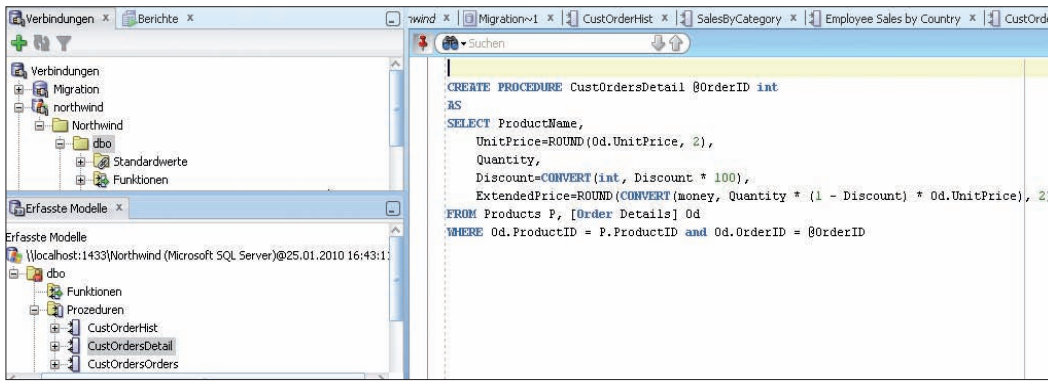 Verbindungen x Berichte x
Verbindungen
Migration
northwind
Northwind
dbo
Standardwerte
Funktionen
Erfasste Modelle x
Erfasste Modelle
\\localhost:1433\Northwind (Microsoft SQL Server)@25.01.2010 16:43:1
dbo
Funktionen
Prozeduren
CustOrderHist
CustOrdersDetail
CustOrdersOrders
wind x Migration~1 x CustOrderHist x SalesByCategory x Employee Sales by Country x CustOrd
Suchen
CREATE PROCEDURE CustOrdersDetail @OrderID int
AS
SELECT ProductName,
UnitPrice=ROUND(Od.UnitPrice, 2),
Quantity,
Discount=CONVERT(int, Discount * 100),
ExtendedPrice=ROUND(CONVERT(money, Quantity * (1 - Discount) * Od.UnitPrice), 2
FROM Products P, [Order Details] Od
WHERE Od.ProductID = P.ProductID and Od.OrderID = @OrderID